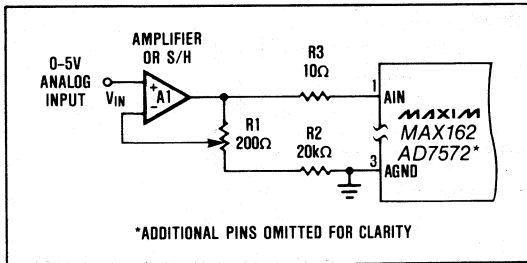 AMPLIFIER
OR S/H
0–5V
ANALOG
INPUT
VIN
+
−
A1
R1
200Ω
R3
10Ω
R2
20kΩ
1
AIN
MAXIM
MAX162
AD7572*
3
AGND
*ADDITIONAL PINS OMITTED FOR CLARITY